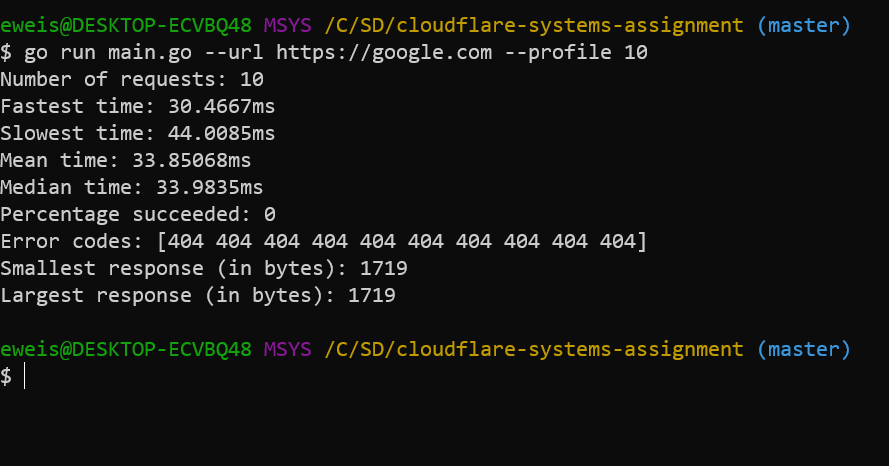 eweis@DESKTOP-ECVBQ48 MSYS /C/SD/cloudflare-systems-assignment (master)
$ go run main.go --url https://google.com --profile 10
Number of requests: 10
Fastest time: 30.4667ms
Slowest time: 44.0085ms
Mean time: 33.85068ms
Median time: 33.9835ms
Percentage succeeded: 0
Error codes: [404 404 404 404 404 404 404 404 404 404]
Smallest response (in bytes): 1719
Largest response (in bytes): 1719
eweis@DESKTOP-ECVBQ48 MSYS /C/SD/cloudflare-systems-assignment (master)
$